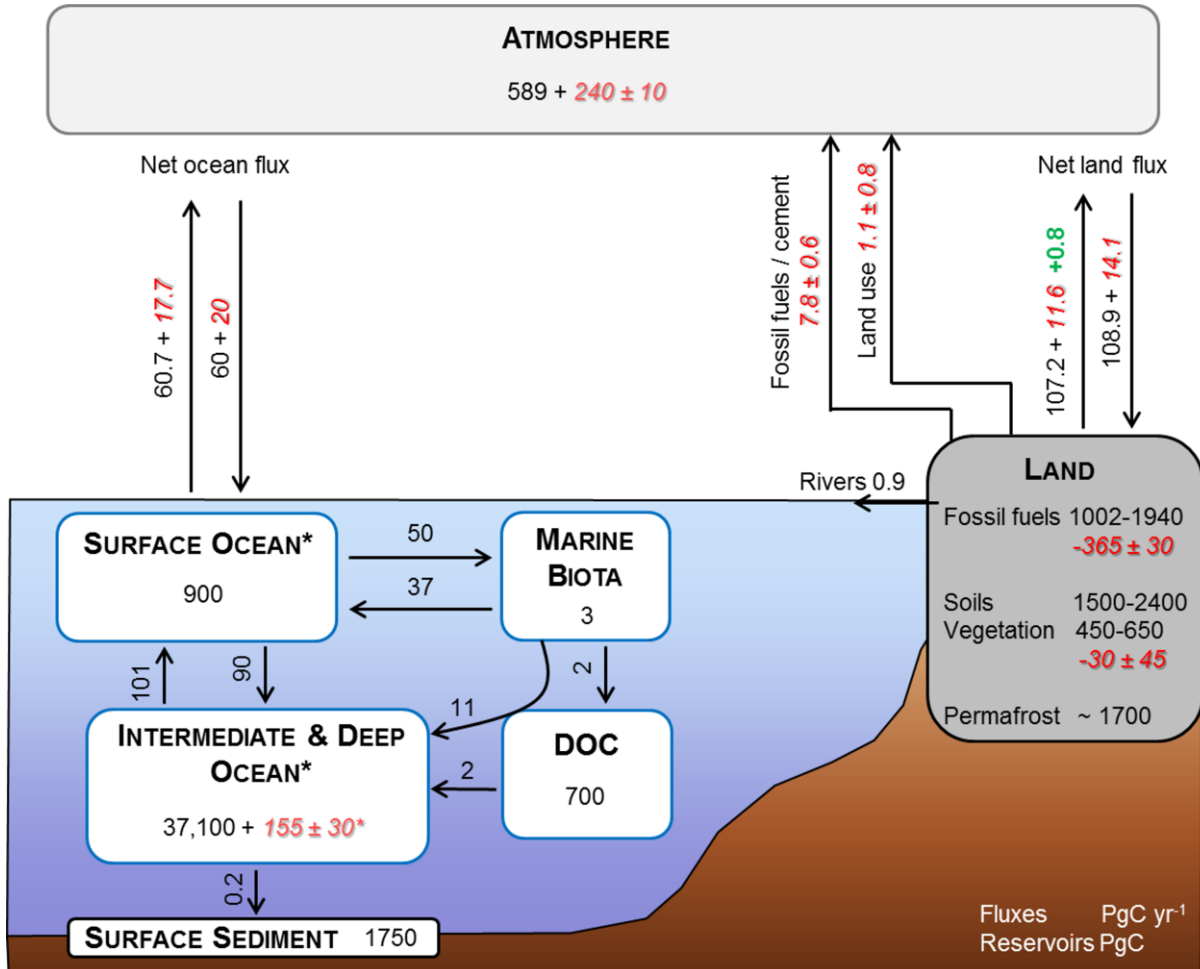 ATMOSPHERE
589 + 240 ± 10
Net ocean flux
60.7 + 17.7
60 + 20
Fossil fuels / cement
7.8 ± 0.6
Land use 1.1 ± 0.8
Net land flux
107.2 + 11.6 +0.8
108.9 + 14.1
Rivers 0.9
LAND
Fossil fuels 1002-1940
-365 ± 30
Soils 1500-2400
Vegetation 450-650
-30 ± 45
Permafrost ~ 1700
SURFACE OCEAN*
900
50
37
MARINE
BIOTA
3
101
90
11
2
INTERMEDIATE & DEEP
OCEAN*
37,100 + 155 ± 30*
2
DOC
700
0.2
SURFACE SEDIMENT 1750
Fluxes PgC yr-1
Reservoirs PgC